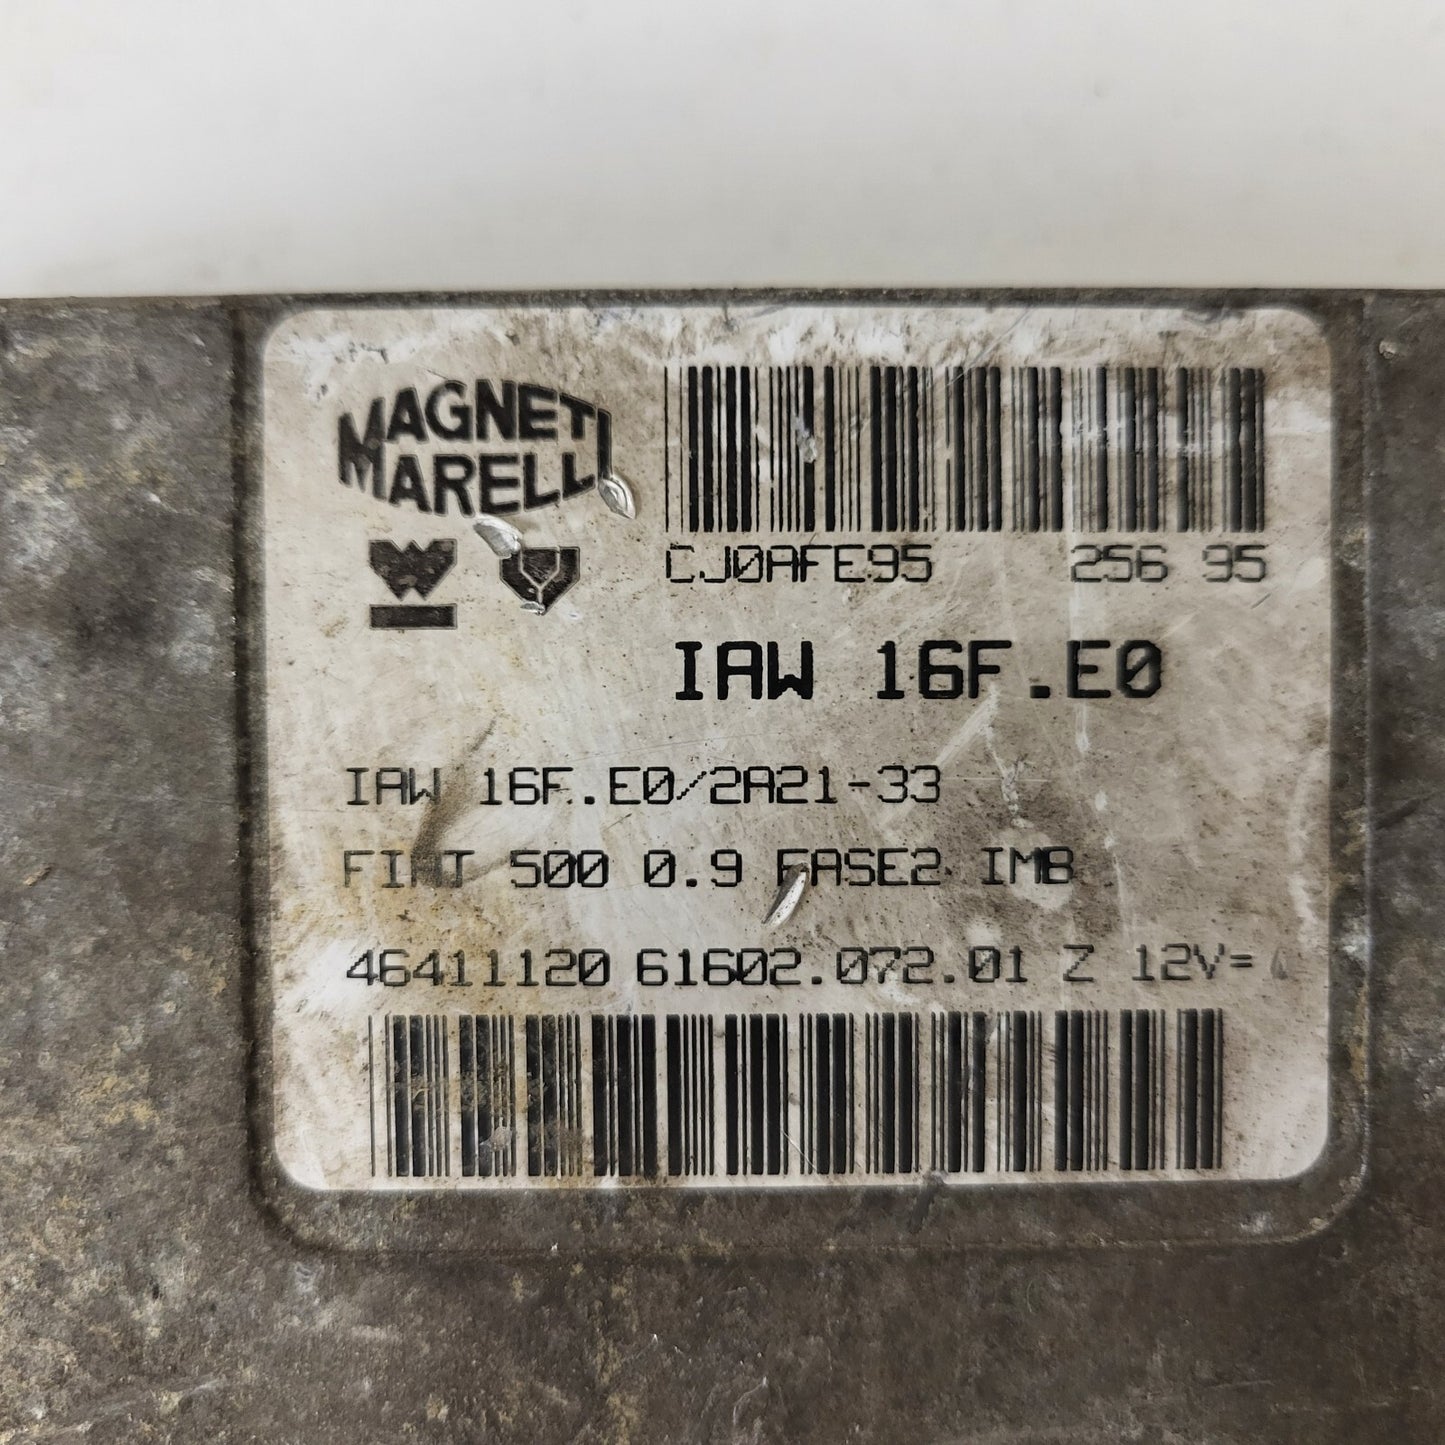 MAGNETI
MARELLI
CJ0AFE95 256 95
IAW 16F.E0
IAW 16F.E0/2A21-33
FIAT 500 0.9 FASE2 IMB
46411120 61602.072.01 Z 12V=